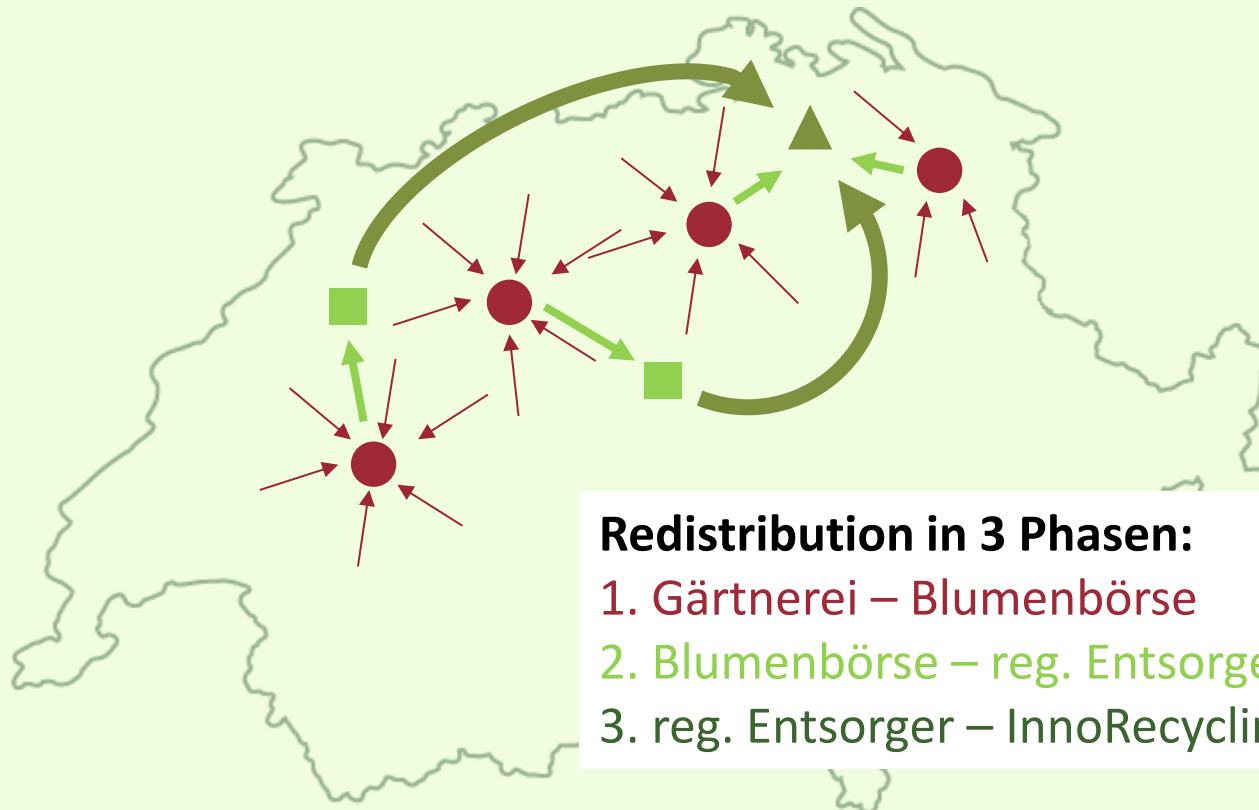 Redistribution in 3 Phasen:
1. Gärtnerei – Blumenbörse
2. Blumenbörse – reg. Entsorge
3. reg. Entsorger – InnoRecyclin